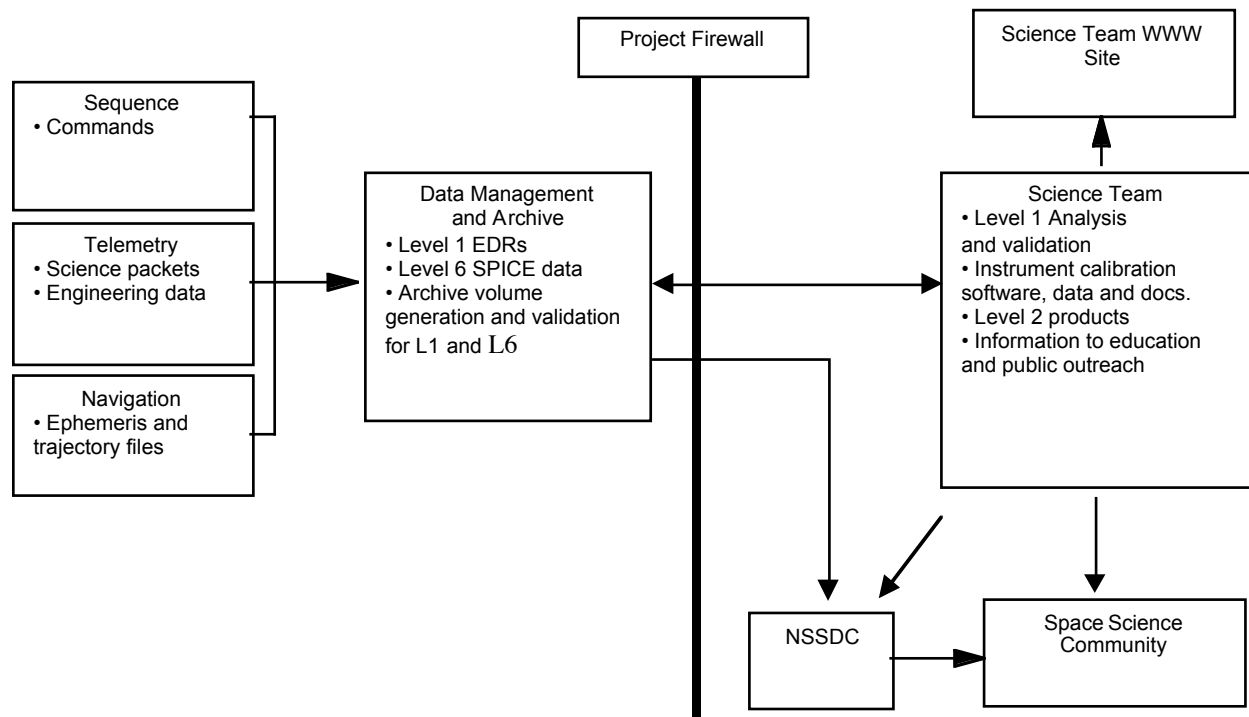 Project Firewall
Science Team WWW
Site
Sequence
• Commands
Telemetry
• Science packets
• Engineering data
Navigation
• Ephemeris and
trajectory files
Data Management
and Archive
• Level 1 EDRs
• Level 6 SPICE data
• Archive volume
generation and validation
for L1 and L6
Science Team
• Level 1 Analysis
and validation
• Instrument calibration
software, data and docs.
• Level 2 products
• Information to education
and public outreach
NSSDC
Space Science
Community